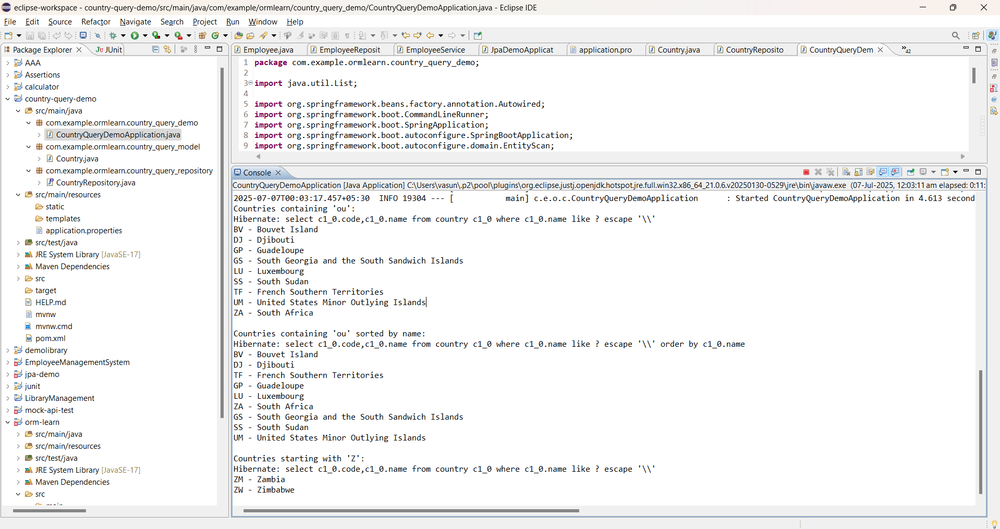 eclipse-workspace - country-query-demo/src/main/java/com/example/ormlearn/country_query_demo/CountryQueryDemoApplication.java - Eclipse IDE
File Edit Source Refactor Navigate Search Project Run Window Help
Package Explorer
JUnit
AAA
Assertions
calculator
country-query-demo
src/main/java
com.example.ormlearn.country_query_demo
CountryQueryDemoApplication.java
com.example.ormlearn.country_query_model
Country.java
com.example.ormlearn.country_query_repository
CountryRepository.java
src/main/resources
static
templates
application.properties
src/test/java
JRE System Library [JavaSE-17]
Maven Dependencies
src
target
HELP.md
mvnw
mvnw.cmd
pom.xml
demolibrary
EmployeeManagementSystem
jpa-demo
junit
LibraryManagement
mock-api-test
orm-learn
src/main/java
src/main/resources
src/test/java
JRE System Library [JavaSE-17]
Maven Dependencies
src
Employee.java EmployeeReposit EmployeeService JpaDemoApplicat application.pro Country.java CountryReposito CountryQueryDem »42
1 package com.example.ormlearn.country_query_demo;
2
3 import java.util.List;
4
5 import org.springframework.beans.factory.annotation.Autowired;
6 import org.springframework.boot.CommandLineRunner;
7 import org.springframework.boot.SpringApplication;
8 import org.springframework.boot.autoconfigure.SpringBootApplication;
9 import org.springframework.boot.autoconfigure.domain.EntityScan;
Console
CountryQueryDemoApplication [Java Application] C:\Users\vasun\.p2\pool\plugins\org.eclipse.justj.openjdk.hotspot.jre.full.win32.x86_64_21.0.6.v20250130-0529\jre\bin\javaw.exe (07-Jul-2025, 12:03:11 am elapsed: 0:11:
2025-07-07T00:03:17.457+05:30 INFO 19304 --- [ main] c.e.o.c.CountryQueryDemoApplication : Started CountryQueryDemoApplication in 4.613 second
Countries containing 'ou':
Hibernate: select c1_0.code,c1_0.name from country c1_0 where c1_0.name like ? escape '\\'
BV - Bouvet Island
DJ - Djibouti
GP - Guadeloupe
GS - South Georgia and the South Sandwich Islands
LU - Luxembourg
SS - South Sudan
TF - French Southern Territories
UM - United States Minor Outlying Islands
ZA - South Africa
Countries containing 'ou' sorted by name:
Hibernate: select c1_0.code,c1_0.name from country c1_0 where c1_0.name like ? escape '\\' order by c1_0.name
BV - Bouvet Island
DJ - Djibouti
TF - French Southern Territories
GP - Guadeloupe
LU - Luxembourg
ZA - South Africa
GS - South Georgia and the South Sandwich Islands
SS - South Sudan
UM - United States Minor Outlying Islands
Countries starting with 'Z':
Hibernate: select c1_0.code,c1_0.name from country c1_0 where c1_0.name like ? escape '\\'
ZM - Zambia
ZW - Zimbabwe